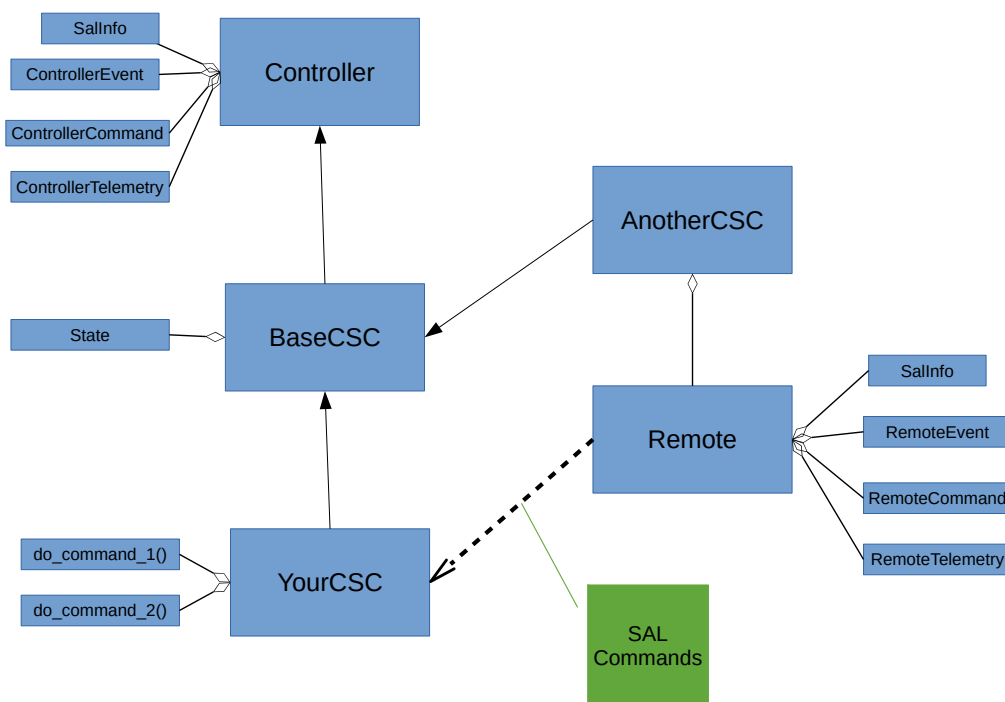 SalInfo
ControllerEvent
ControllerCommand
ControllerTelemetry
Controller
AnotherCSC
State
BaseCSC
Remote
SalInfo
RemoteEvent
RemoteCommand
RemoteTelemetry
do_command_1()
do_command_2()
YourCSC
SAL
Commands